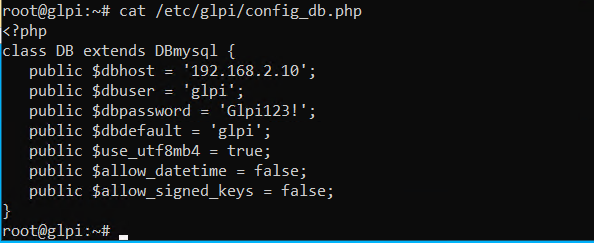 root@glpi:~# cat /etc/glpi/config_db.php
<?php
class DB extends DBmysql {
   public $dbhost = '192.168.2.10';
   public $dbuser = 'glpi';
   public $dbpassword = 'Glpi123!';
   public $dbdefault = 'glpi';
   public $use_utf8mb4 = true;
   public $allow_datetime = false;
   public $allow_signed_keys = false;
}
root@glpi:~#